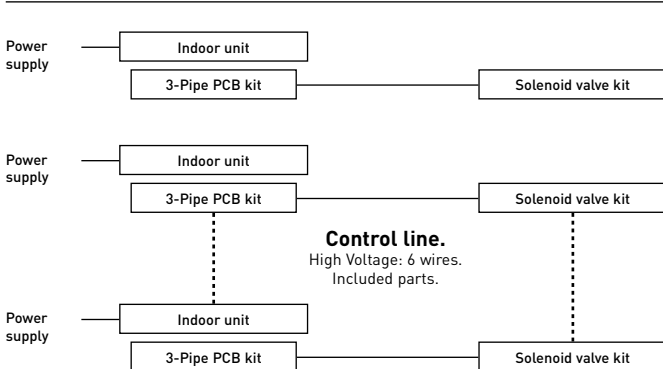 Power
supply
Indoor unit
3-Pipe PCB kit
Solenoid valve kit
Power
supply
Indoor unit
3-Pipe PCB kit
Solenoid valve kit
Control line.
High Voltage: 6 wires.
Included parts.
Power
supply
Indoor unit
3-Pipe PCB kit
Solenoid valve kit